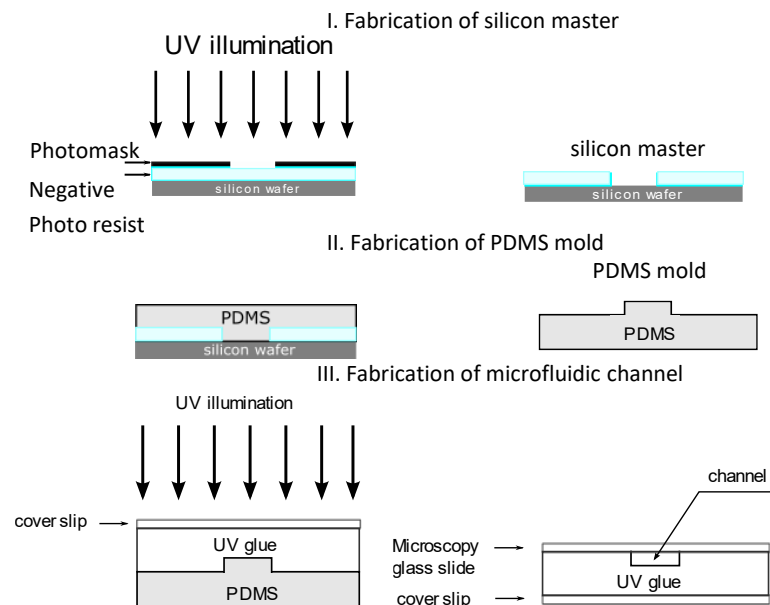 I. Fabrication of silicon master
UV illumination
Photomask
Negative
Photo resist
silicon wafer
silicon master
silicon wafer
II. Fabrication of PDMS mold
PDMS
silicon wafer
PDMS mold
PDMS
III. Fabrication of microfluidic channel
UV illumination
cover slip
UV glue
PDMS
channel
Microscopy
glass slide
UV glue
cover slip